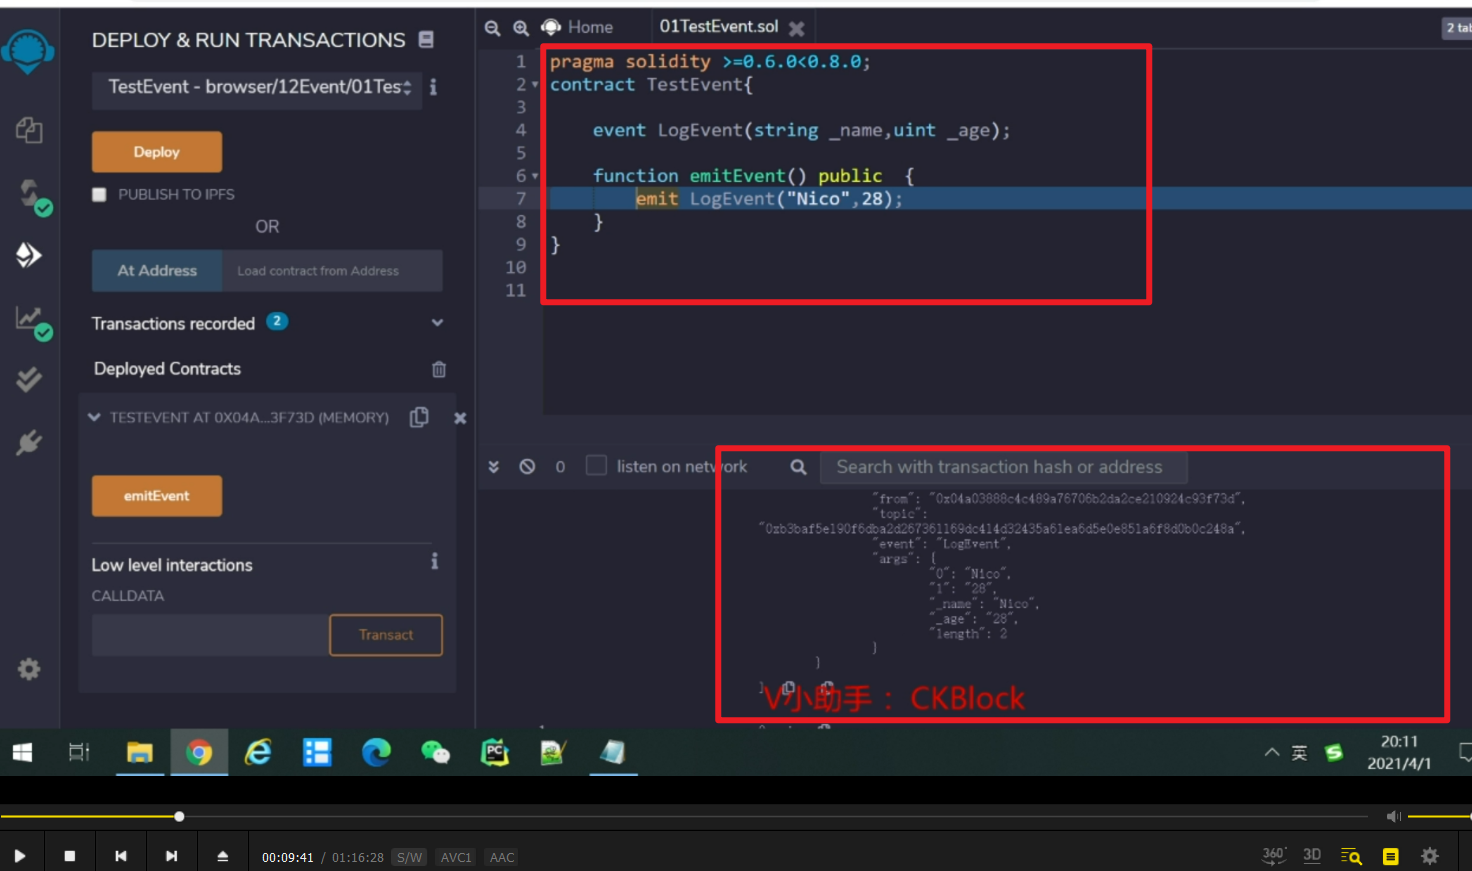 DEPLOY & RUN TRANSACTIONS
TestEvent - browser/12Event/01Tes
Deploy
PUBLISH TO IPFS
OR
At Address
Load contract from Address
Transactions recorded 2
Deployed Contracts
TESTEVENT AT 0X04A...3F73D (MEMORY)
emitEvent
Low level interactions
CALLDATA
Transact
Home
01TestEvent.sol
2 tab
1 pragma solidity >=0.6.0<0.8.0;
2 contract TestEvent{
3
4 event LogEvent(string _name,uint _age);
5
6 function emitEvent() public {
7 emit LogEvent("Nico",28);
8 }
9 }
10
11
0 listen on network
Search with transaction hash or address
"from": "0x04a03888c4c489a76706b2da2ce210924c93f73d",
"topic":
"0xb3baf5e190f6dba2d267361169dc414d32435a61ea6d5e0e851a6f8d0b0c248a",
"event": "LogEvent",
"args": {
"0": "Nico",
"1": "28",
"_name": "Nico",
"_age": "28",
"length": 2
}
}
]
V小助手： CKBlock
PC
英
20:11
2021/4/1
00:09:41 / 01:16:28 S/W AVC1 AAC
360°
3D